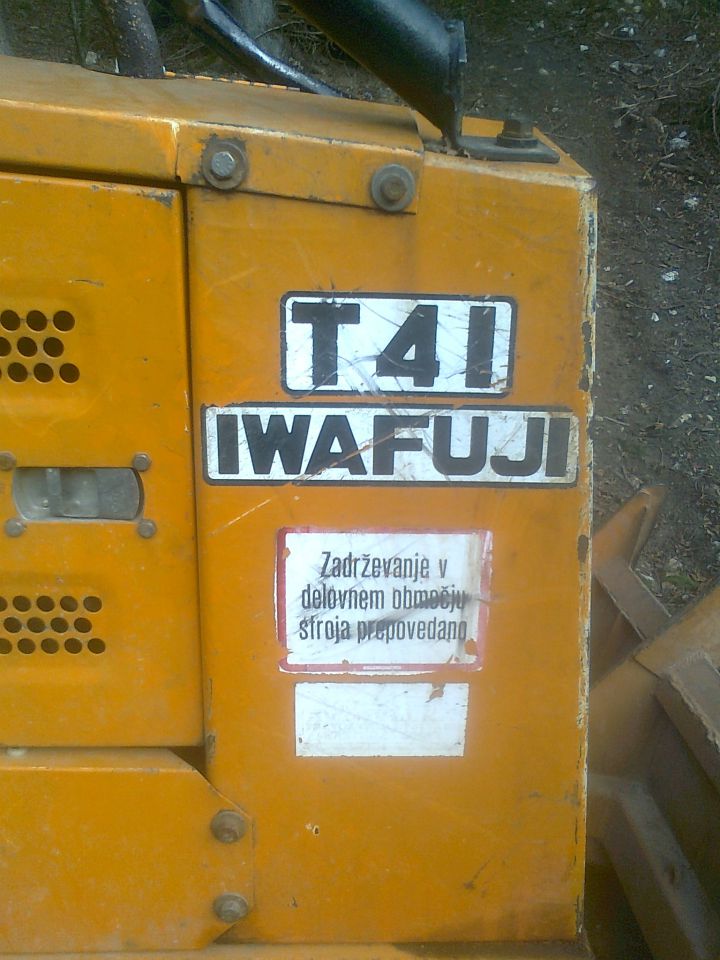 T41
IWAFUJI
Zadrževanje v
delovnem območju
stroja prepovedano